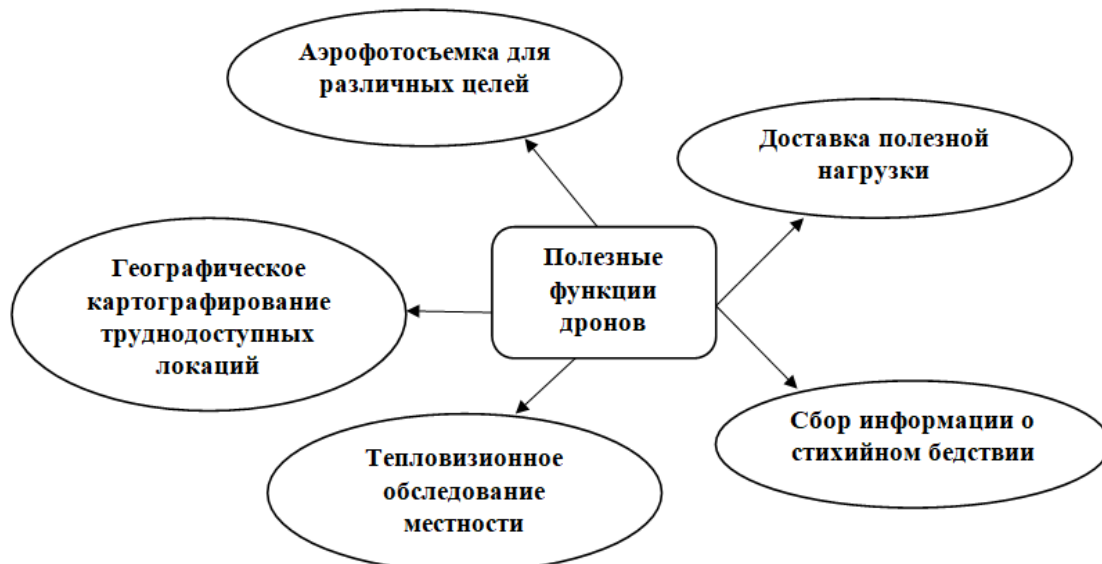 Аэрофотосъемка для
различных целей
Доставка полезной
нагрузки
Полезные
функции
дронов
Географическое
картографирование
труднодоступных
локаций
Сбор информации о
стихийном бедствии
Тепловизионное
обследование
местности